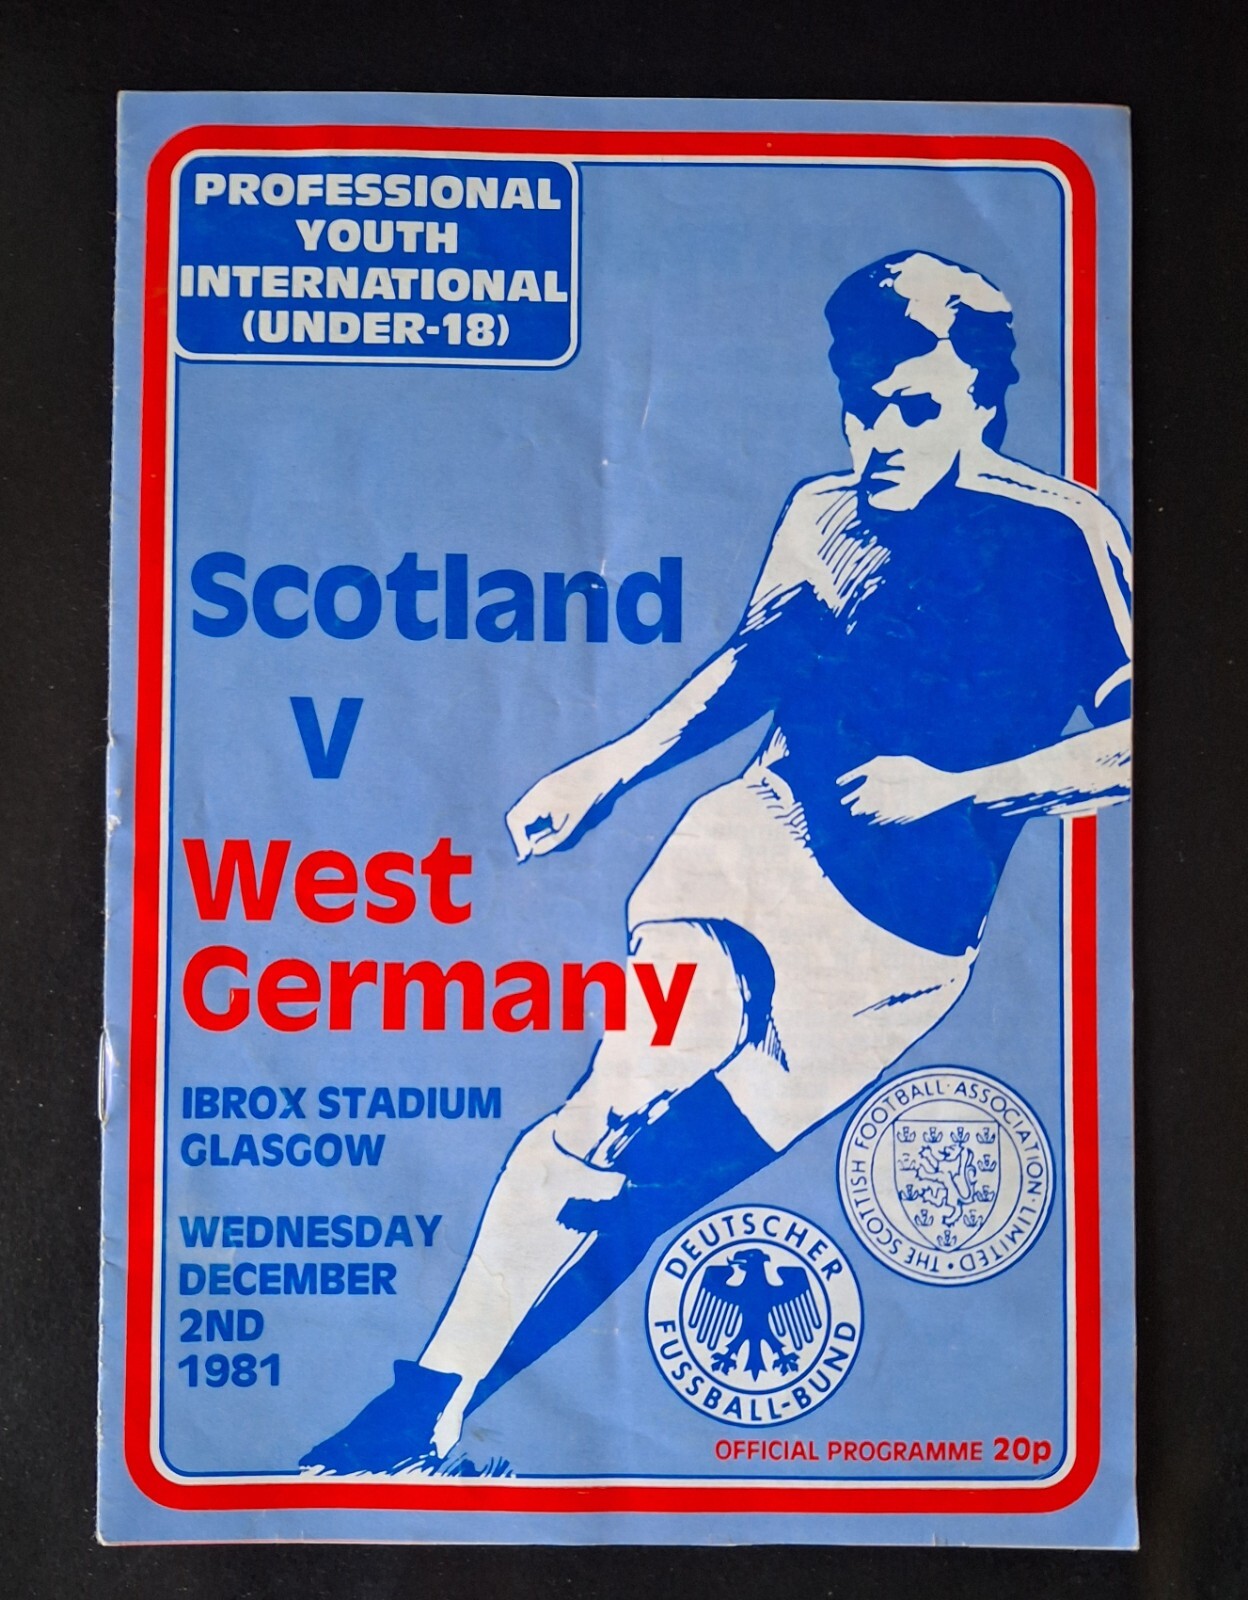 PROFESSIONAL
YOUTH
INTERNATIONAL
(UNDER-18)
Scotland
V
West
Germany
IBROX STADIUM
GLASGOW
WEDNESDAY
DECEMBER
2ND
1981
THE SCOTTISH FOOTBALL·ASSOCIATION·LIMITED·
DEUTSCHER
FUSSBALL-BUND
OFFICIAL PROGRAMME 20p